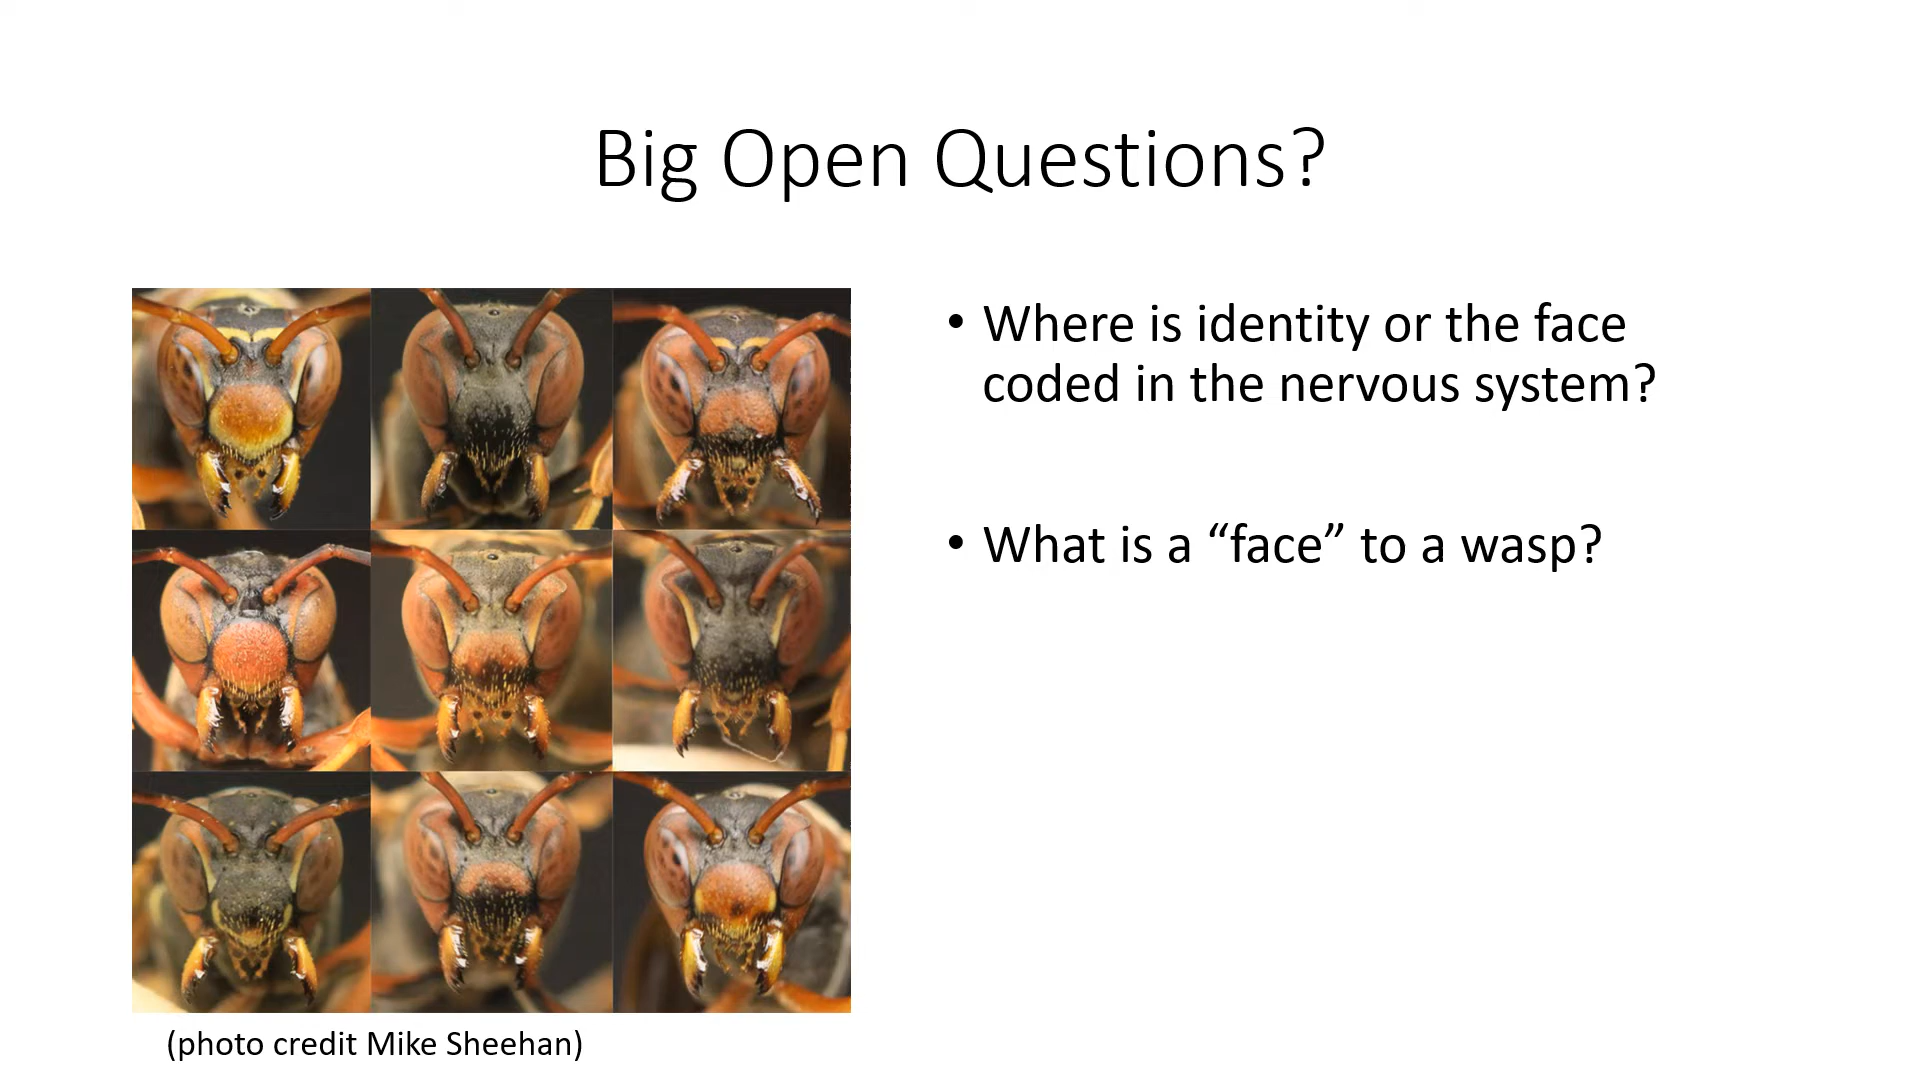 Big Open Questions?
• Where is identity or the face
coded in the nervous system?
• What is a “face” to a wasp?
(photo credit Mike Sheehan)